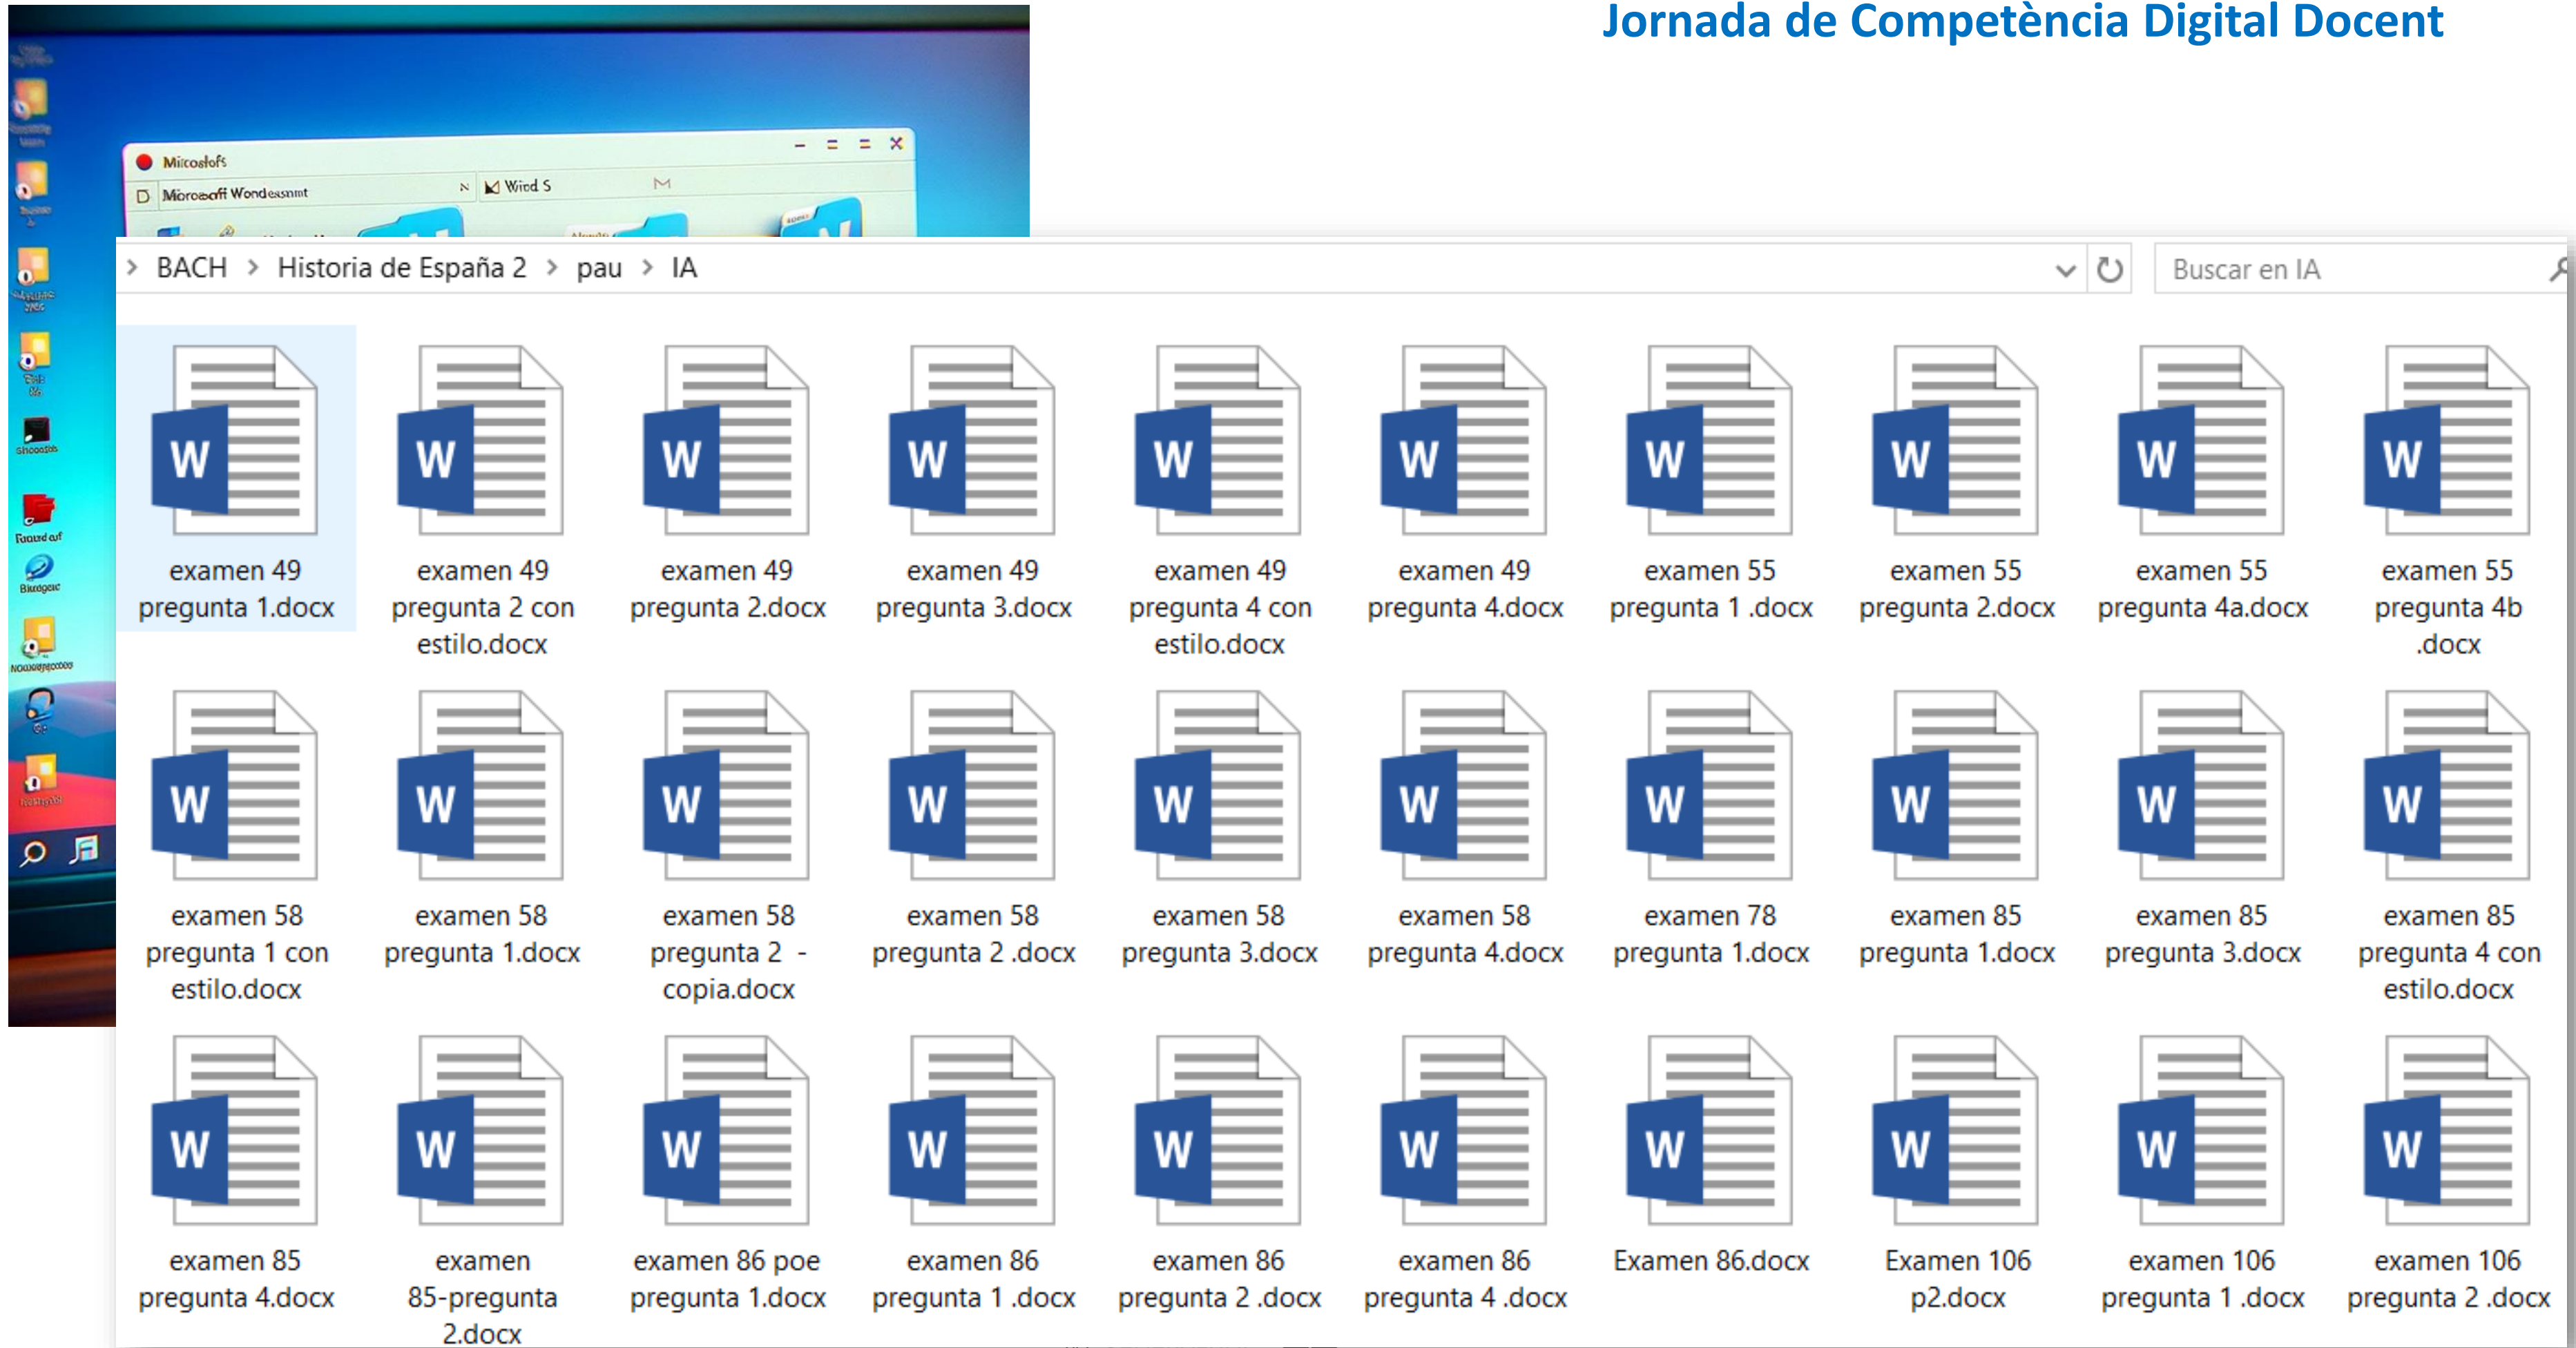 Jornada de Competència Digital Docent
Mitcostofs
Microsoft Wondessnmt
Wind S
> BACH > Historia de España 2 > pau > IA
Buscar en IA
examen 49
pregunta 1.docx
examen 49
pregunta 2 con
estilo.docx
examen 49
pregunta 2.docx
examen 49
pregunta 3.docx
examen 49
pregunta 4 con
estilo.docx
examen 49
pregunta 4.docx
examen 55
pregunta 1 .docx
examen 55
pregunta 2.docx
examen 55
pregunta 4a.docx
examen 55
pregunta 4b
.docx
examen 58
pregunta 1 con
estilo.docx
examen 58
pregunta 1.docx
examen 58
pregunta 2 -
copia.docx
examen 58
pregunta 2 .docx
examen 58
pregunta 3.docx
examen 58
pregunta 4.docx
examen 78
pregunta 1.docx
examen 85
pregunta 1.docx
examen 85
pregunta 3.docx
examen 85
pregunta 4 con
estilo.docx
examen 85
pregunta 4.docx
examen
85-pregunta
2.docx
examen 86 poe
pregunta 1.docx
examen 86
pregunta 1 .docx
examen 86
pregunta 2 .docx
examen 86
pregunta 4 .docx
Examen 86.docx
Examen 106
p2.docx
examen 106
pregunta 1 .docx
examen 106
pregunta 2 .docx